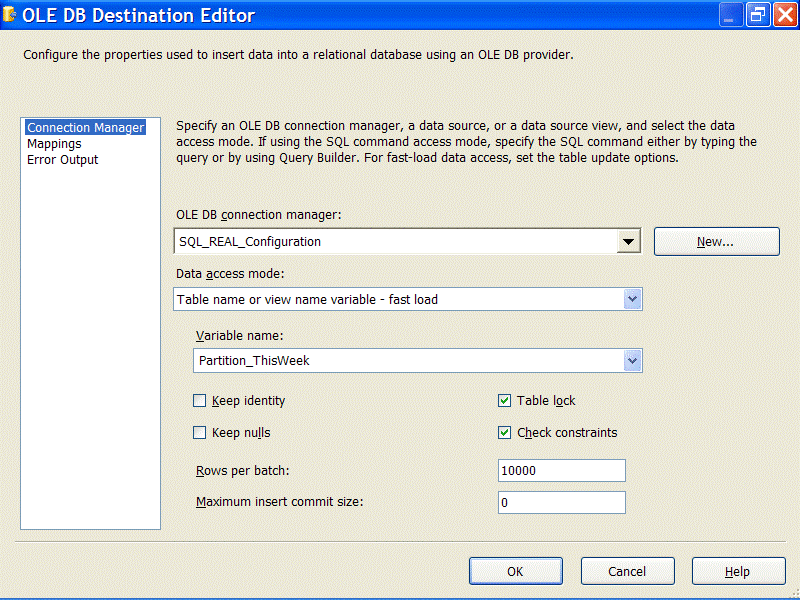 OLE DB Destination Editor
Configure the properties used to insert data into a relational database using an OLE DB provider.
Connection Manager
Mappings
Error Output
Specify an OLE DB connection manager, a data source, or a data source view, and select the data
access mode. If using the SQL command access mode, specify the SQL command either by typing the
query or by using Query Builder. For fast-load data access, set the table update options.
OLE DB connection manager:
SQL_REAL_Configuration
New...
Data access mode:
Table name or view name variable - fast load
Variable name:
Partition_ThisWeek
Keep identity
Table lock
Keep nulls
Check constraints
Rows per batch:
10000
Maximum insert commit size:
0
OK
Cancel
Help